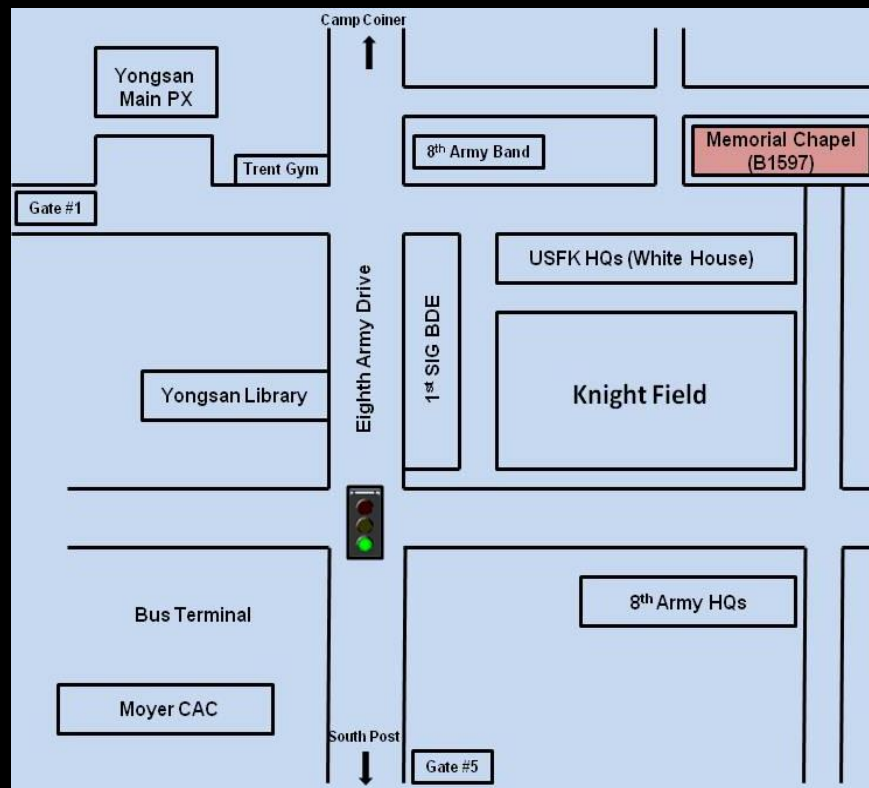 Camp Coiner
Yongsan
Main PX
Trent Gym
8th Army Band
Memorial Chapel
(B1597)
Gate #1
USFK HQs (White House)
Eighth Army Drive
1st SIG BDE
Yongsan Library
Knight Field
8th Army HQs
Bus Terminal
Moyer CAC
South Post
Gate #5